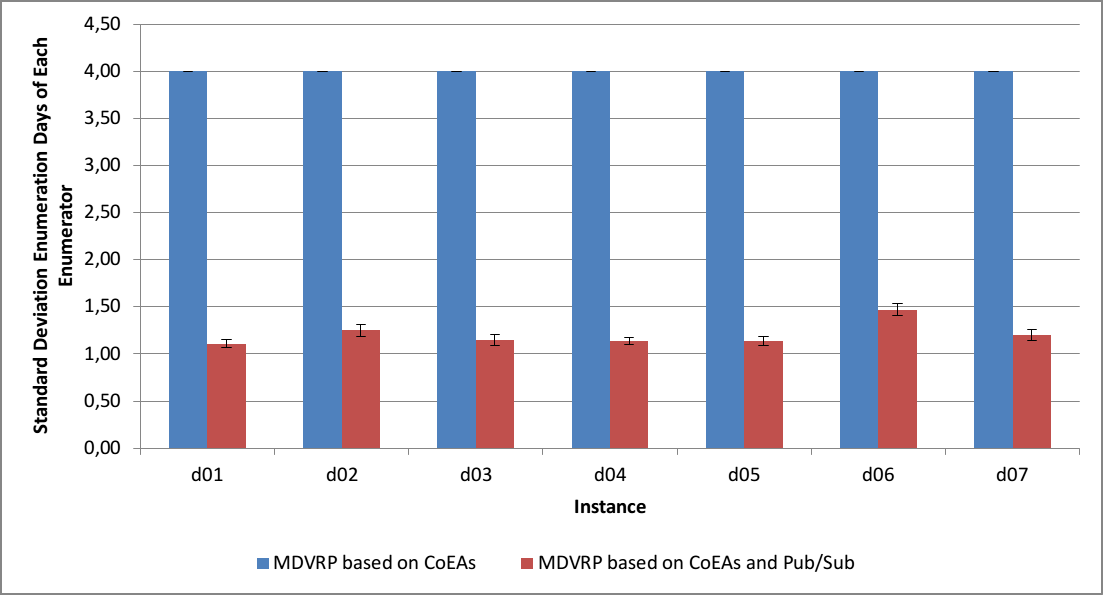 Standard Deviation Enumeration Days of Each
Enumerator
4,50
4,00
3,50
3,00
2,50
2,00
1,50
1,00
0,50
0,00
d01 d02 d03 d04 d05 d06 d07
Instance
MDVRP based on CoEAs MDVRP based on CoEAs and Pub/Sub